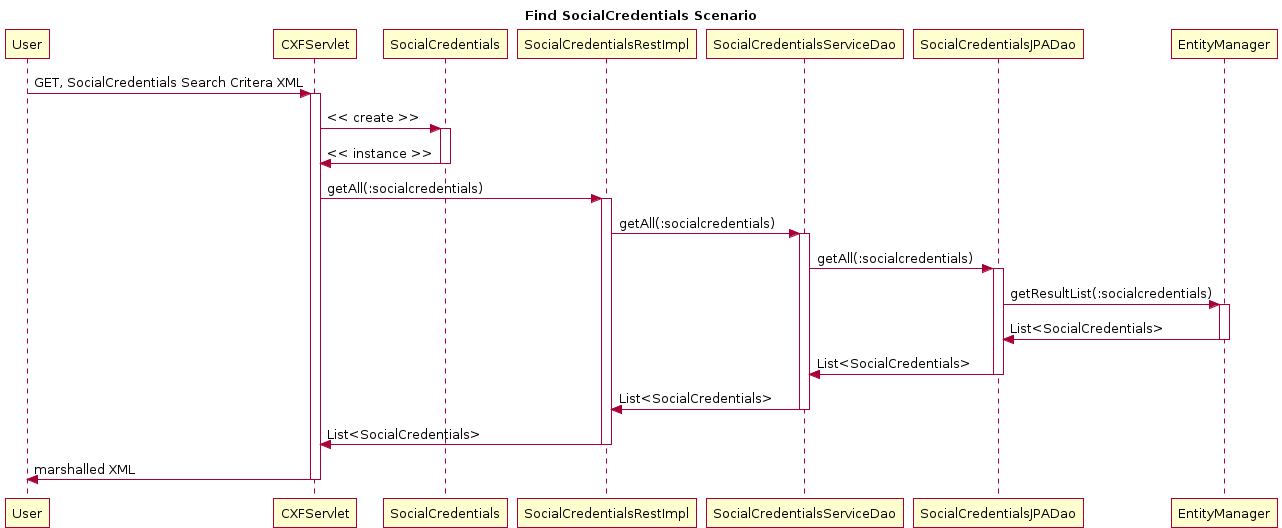 Find SocialCredentials Scenario
User CXFServlet SocialCredentials SocialCredentialsRestImpl SocialCredentialsServiceDao SocialCredentialsJPADao EntityManager
GET, SocialCredentials Search Critera XML
<< create >>
<< instance >>
getAll(:socialcredentials)
getAll(:socialcredentials)
getAll(:socialcredentials)
getResultList(:socialcredentials)
List<SocialCredentials>
List<SocialCredentials>
List<SocialCredentials>
List<SocialCredentials>
marshalled XML
User CXFServlet SocialCredentials SocialCredentialsRestImpl SocialCredentialsServiceDao SocialCredentialsJPADao EntityManager